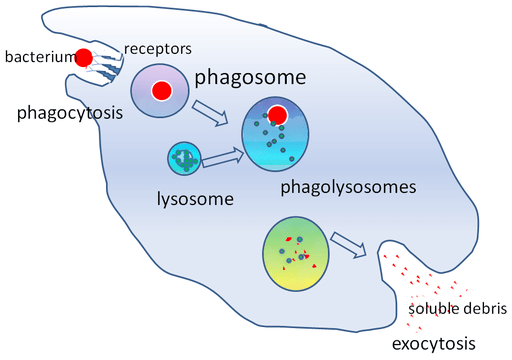 bacterium
receptors
phagosome
phagocytosis
lysosome
phagolysosomes
soluble debris
exocytosis